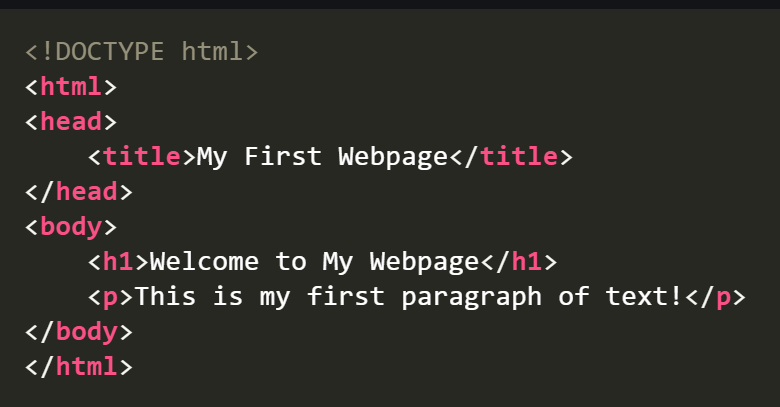 <!DOCTYPE html>
<html>
<head>
    <title>My First Webpage</title>
</head>
<body>
    <h1>Welcome to My Webpage</h1>
    <p>This is my first paragraph of text!</p>
</body>
</html>